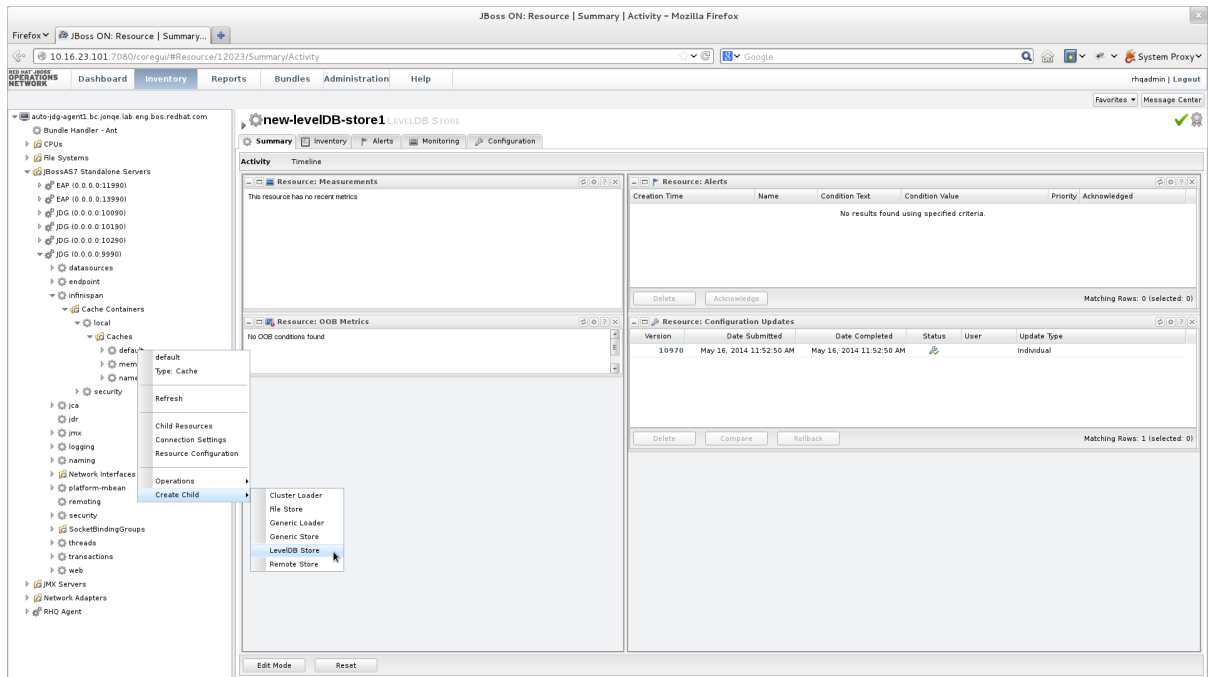 JBoss ON: Resource | Summary | Activity - Mozilla Firefox
Firefox
JBoss ON: Resource | Summary...
10.16.23.101:7080/coregui/#Resource/12023/Summary/Activity
Google
System Proxy
RED HAT JBOSS
OPERATIONS
NETWORK
Dashboard Inventory Reports Bundles Administration Help
rhqadmin | Logout
Favorites Message Center
auto-jdg-agent1.bc.jonqe.lab.eng.bos.redhat.com
Bundle Handler - Ant
CPUs
File Systems
JBossAS7 Standalone Servers
EAP (0.0.0.0:11990)
EAP (0.0.0.0:13990)
JDG (0.0.0.0:10090)
JDG (0.0.0.0:10190)
JDG (0.0.0.0:10290)
JDG (0.0.0.0:9990)
datasources
endpoint
infinispan
Cache Containers
local
Caches
default
mem
name
security
jca
jdr
jmx
logging
naming
Network Interfaces
platform-mbean
remoting
security
SocketBindingGroups
threads
transactions
web
JMX Servers
Network Adapters
RHQ Agent
default
Type: Cache
Refresh
Child Resources
Connection Settings
Resource Configuration
Operations
Create Child
Cluster Loader
File Store
Generic Loader
Generic Store
LevelDB Store
Remote Store
new-levelDB-store1 LEVELDB STORE
Summary Inventory Alerts Monitoring Configuration
Activity Timeline
Resource: Measurements
This resource has no recent metrics
Resource: Alerts
Creation Time Name Condition Text Condition Value Priority Acknowledged
No results found using specified criteria.
Delete Acknowledge Matching Rows: 0 (selected: 0)
Resource: OOB Metrics
No OOB conditions found
Resource: Configuration Updates
Version Date Submitted Date Completed Status User Update Type
10970 May 16, 2014 11:52:50 AM May 16, 2014 11:52:50 AM Individual
Delete Compare Rollback Matching Rows: 1 (selected: 0)
Edit Mode Reset